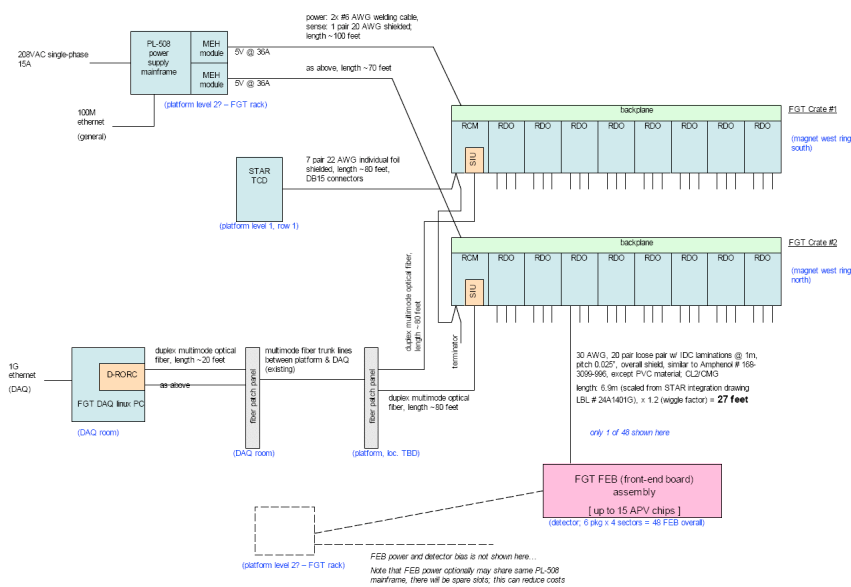 power: 2x #6 AWG welding cable,
sense: 1 pair 20 AWG shielded;
length ~100 feet
208VAC single-phase
15A
PL-508
power
supply
mainframe
MEH
module
5V @ 36A
MEH
module
5V @ 36A
as above, length ~70 feet
(platform level 2? – FGT rack)
100M
ethernet
(general)
FGT Crate #1
backplane
RCM
RDO
RDO
RDO
RDO
RDO
RDO
RDO
RDO
SIU
(magnet west ring
south)
7 pair 22 AWG individual foil
shielded, length ~80 feet,
DB15 connectors
STAR
TCD
(platform level 1, row 1)
FGT Crate #2
backplane
RCM
RDO
RDO
RDO
RDO
RDO
RDO
RDO
RDO
SIU
(magnet west ring
north)
duplex multimode optical fiber,
length ~80 feet
terminator
1G
ethernet
(DAQ)
D-RORC
FGT DAQ linux PC
(DAQ room)
duplex multimode optical
fiber, length ~20 feet
as above
fiber patch panel
(DAQ room)
multimode fiber trunk lines
between platform & DAQ
(existing)
fiber patch panel
(platform, loc. TBD)
duplex multimode optical
fiber, length ~80 feet
30 AWG, 20 pair loose pair w/ IDC laminations @ 1m,
pitch 0.025", overall shield, similar to Amphenol # 168-
3099-996, except PVC material; CL2/CMG
length: 6.9m (scaled from STAR integration drawing
LBL # 24A1401G), x 1.2 (wiggle factor) = 27 feet
only 1 of 48 shown here
FGT FEB (front-end board)
assembly
[ up to 15 APV chips ]
(detector; 6 pkg x 4 sectors = 48 FEB overall)
(platform level 2? – FGT rack)
FEB power and detector bias is not shown here…
Note that FEB power optionally may share same PL-508
mainframe, there will be spare slots; this can reduce costs